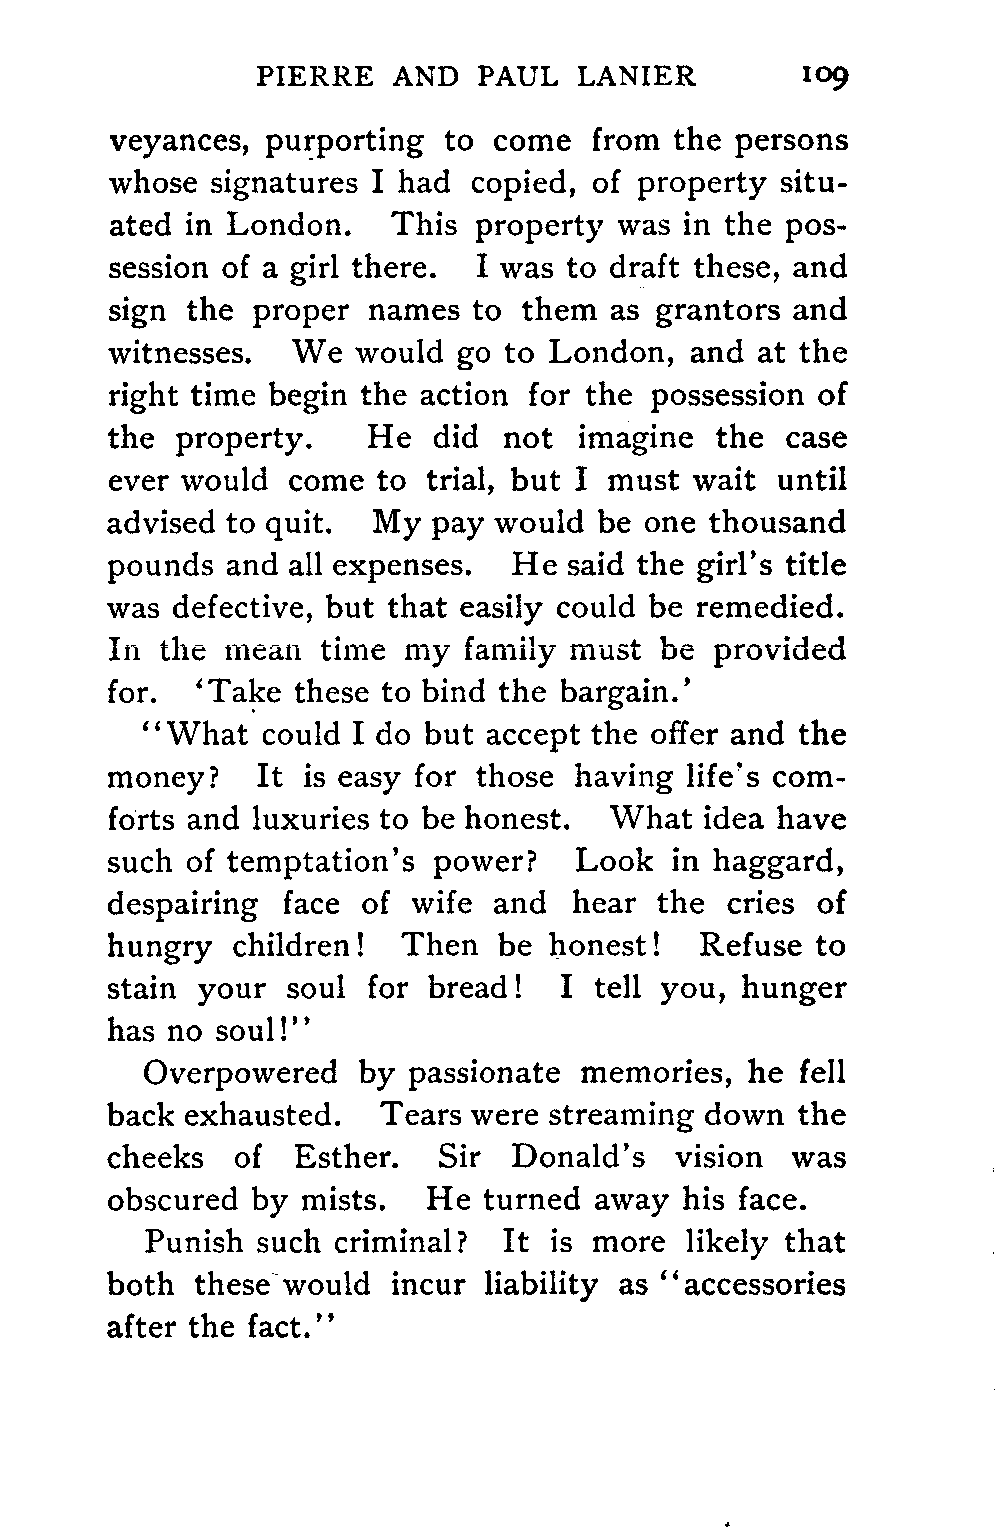 PIERRE AND PAUL LANIER 109
veyances, purporting to come from the persons
whose signatures I had copied, of property situ-
ated in London. This property was in the pos-
session of a girl there. I was to draft these, and
sign the proper names to them as grantors and
witnesses. We would go to London, and at the
right time begin the action for the possession of
the property. He did not imagine the case
ever would come to trial, but I must wait until
advised to quit. My pay would be one thousand
pounds and all expenses. He said the girl's title
was defective, but that easily could be remedied.
In the mean time my family must be provided
for. 'Take these to bind the bargain.'
"What could I do but accept the offer and the
money? It is easy for those having life's com-
forts and luxuries to be honest. What idea have
such of temptation's power? Look in haggard,
despairing face of wife and hear the cries of
hungry children! Then be honest! Refuse to
stain your soul for bread! I tell you, hunger
has no soul!"
Overpowered by passionate memories, he fell
back exhausted. Tears were streaming down the
cheeks of Esther. Sir Donald's vision was
obscured by mists. He turned away his face.
Punish such criminal? It is more likely that
both these would incur liability as "accessories
after the fact."